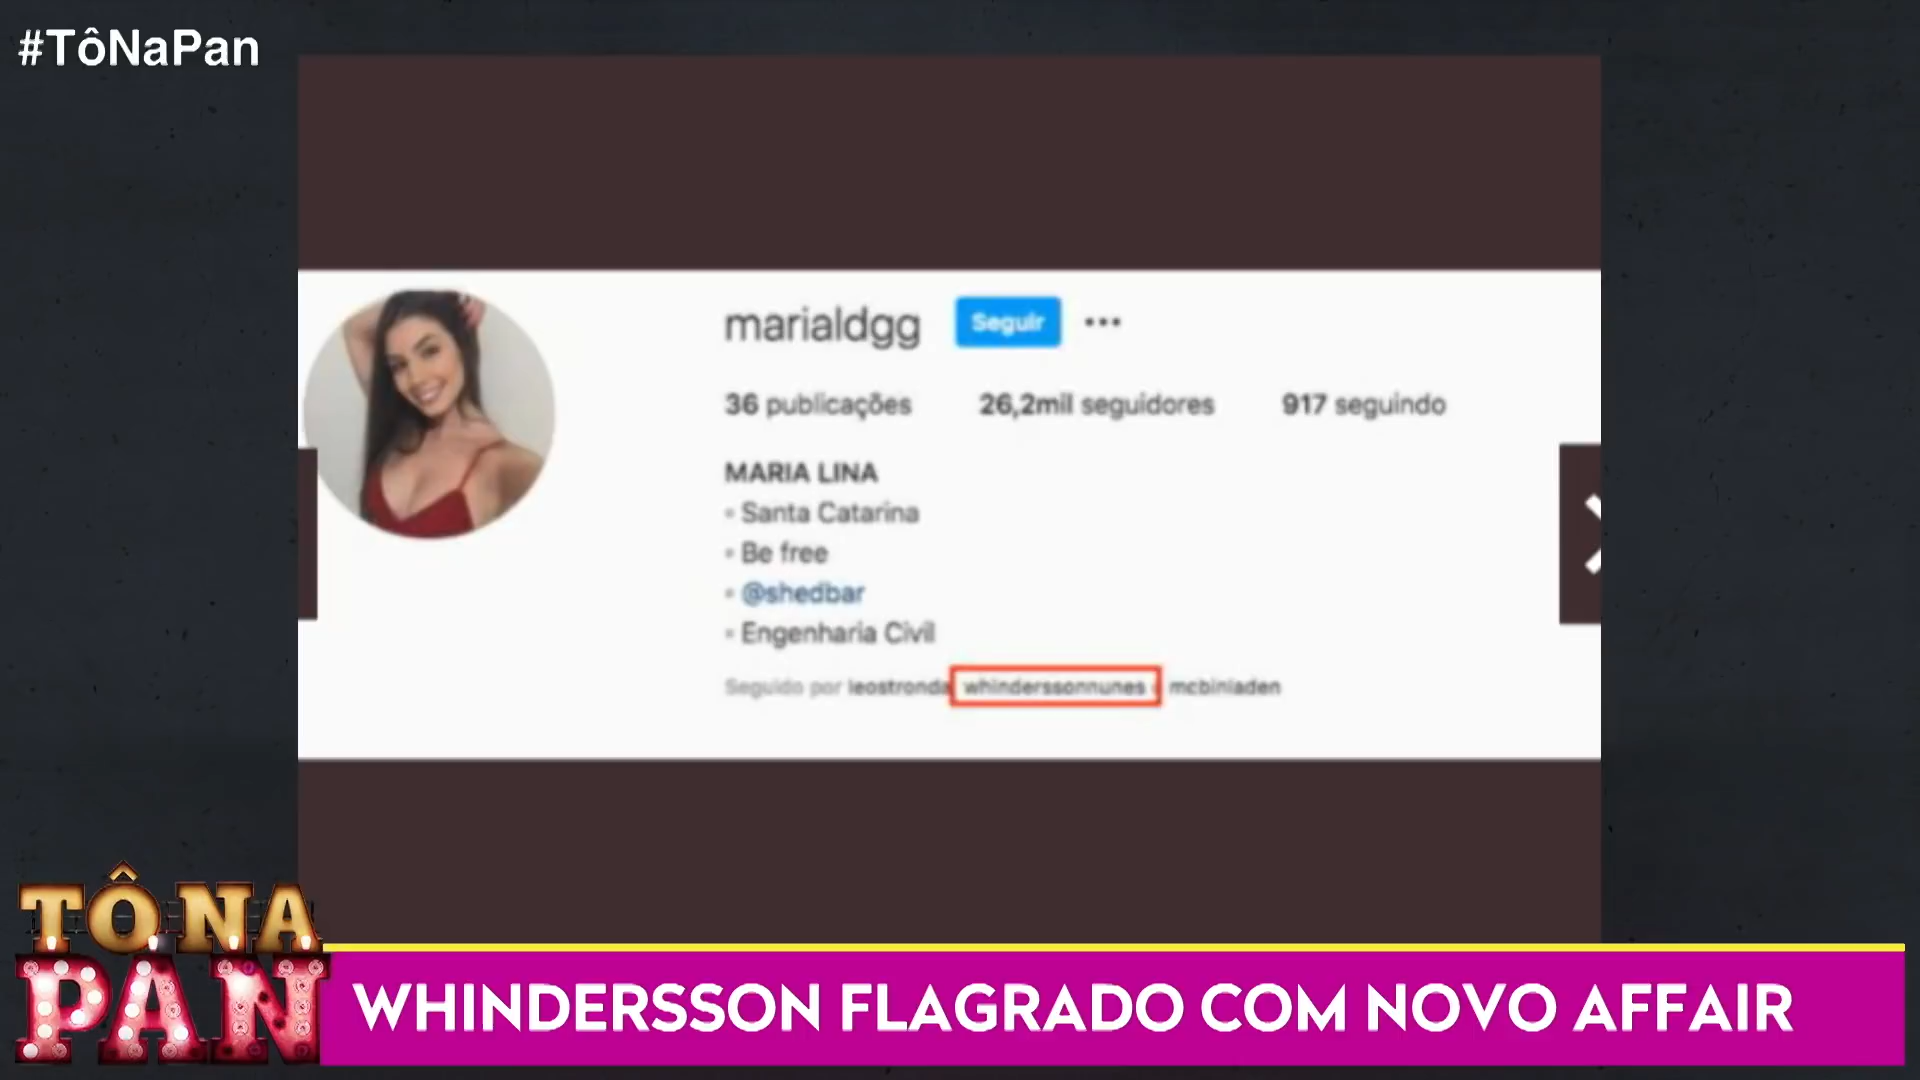 #TôNaPan
marialdgg Seguir
36 publicações 26,2mil seguidores 917 seguindo
MARIA LINA
• Santa Catarina
• Be free
• @shedbar
• Engenharia Civil
Seguido por leostronda whinderssonnunes mcbinladen
TÔ NA
PAN
WHINDERSSON FLAGRADO COM NOVO AFFAIR